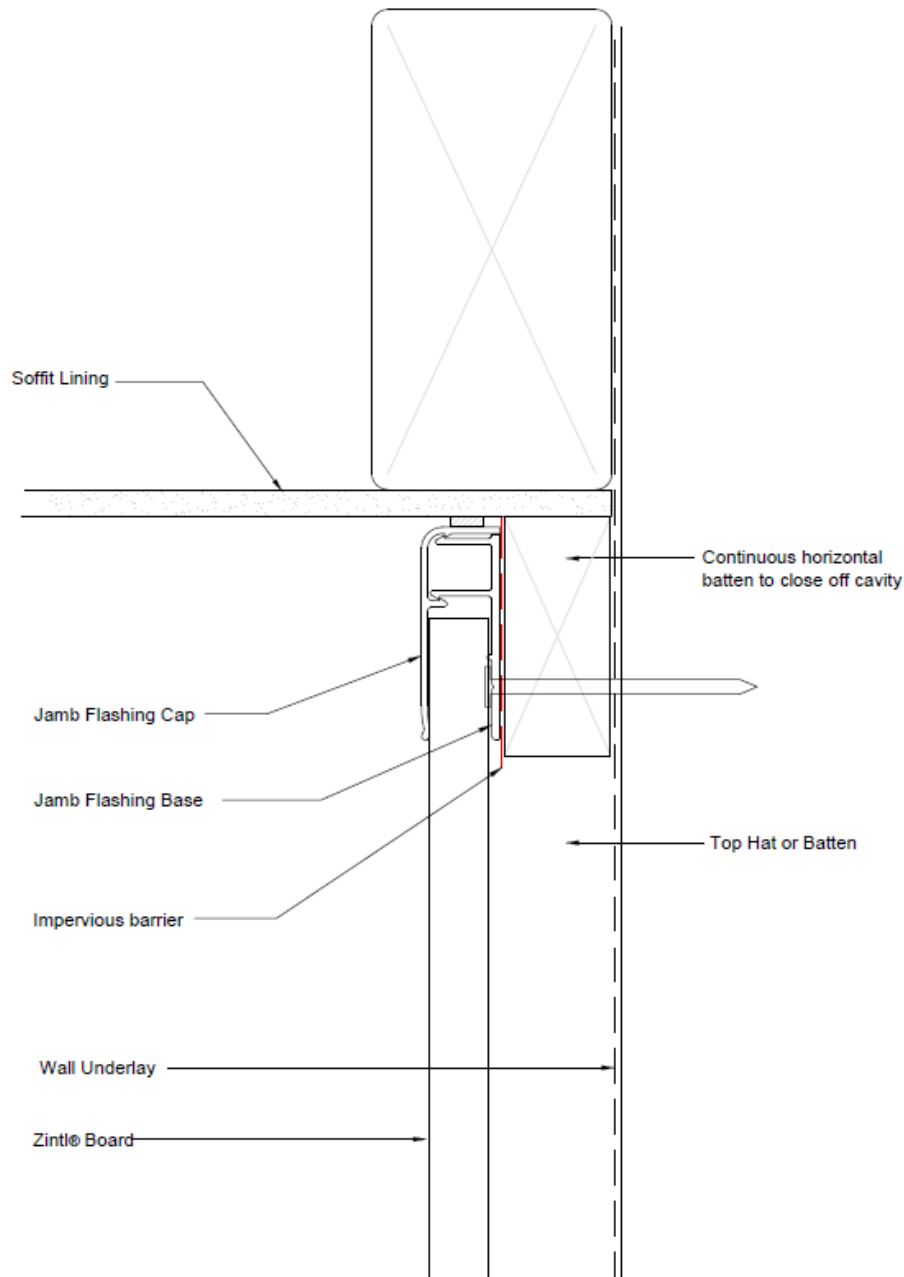 Soffit Lining
Continuous horizontal
batten to close off cavity
Jamb Flashing Cap
Jamb Flashing Base
Top Hat or Batten
Impervious barrier
Wall Underlay
Zintl® Board